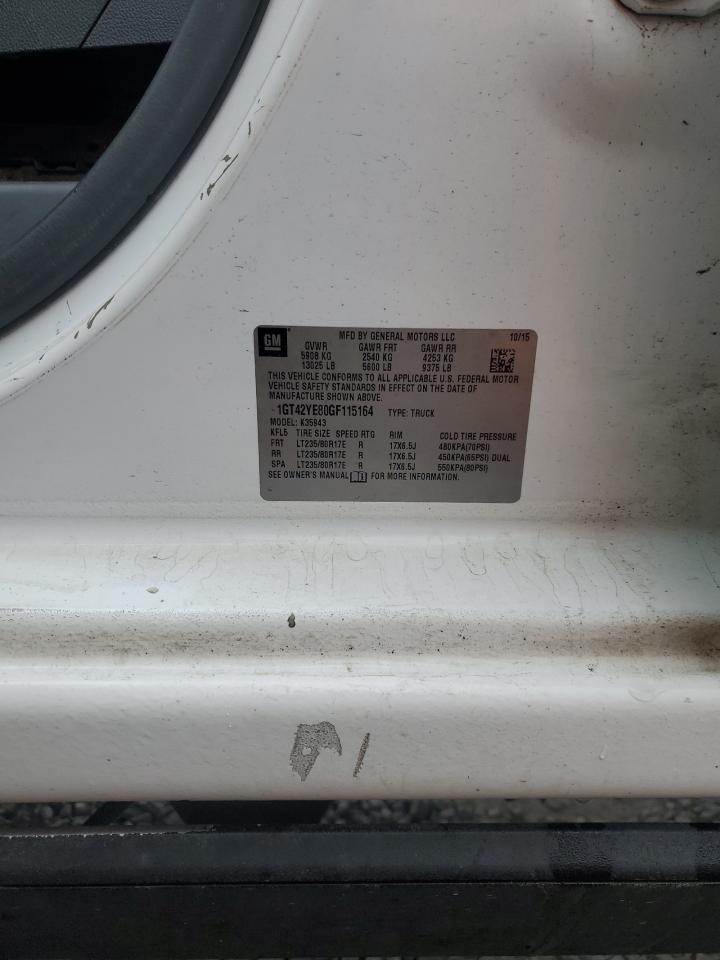 GM MFD BY GENERAL MOTORS LLC 10/15
GVWR GAWR FRT GAWR RR
5908 KG 2540 KG 4253 KG
13025 LB 5600 LB 9375 LB
THIS VEHICLE CONFORMS TO ALL APPLICABLE U.S. FEDERAL MOTOR
VEHICLE SAFETY STANDARDS IN EFFECT ON THE DATE OF
MANUFACTURE SHOWN ABOVE.
1GT42YE80GF115164 TYPE: TRUCK
MODEL: K35943
KFL5 TIRE SIZE SPEED RTG RIM COLD TIRE PRESSURE
FRT LT235/80R17E R 17X6.5J 480KPA(70PSI)
RR LT235/80R17E R 17X6.5J 450KPA(65PSI) DUAL
SPA LT235/80R17E R 17X6.5J 550KPA(80PSI)
SEE OWNER'S MANUAL FOR MORE INFORMATION.